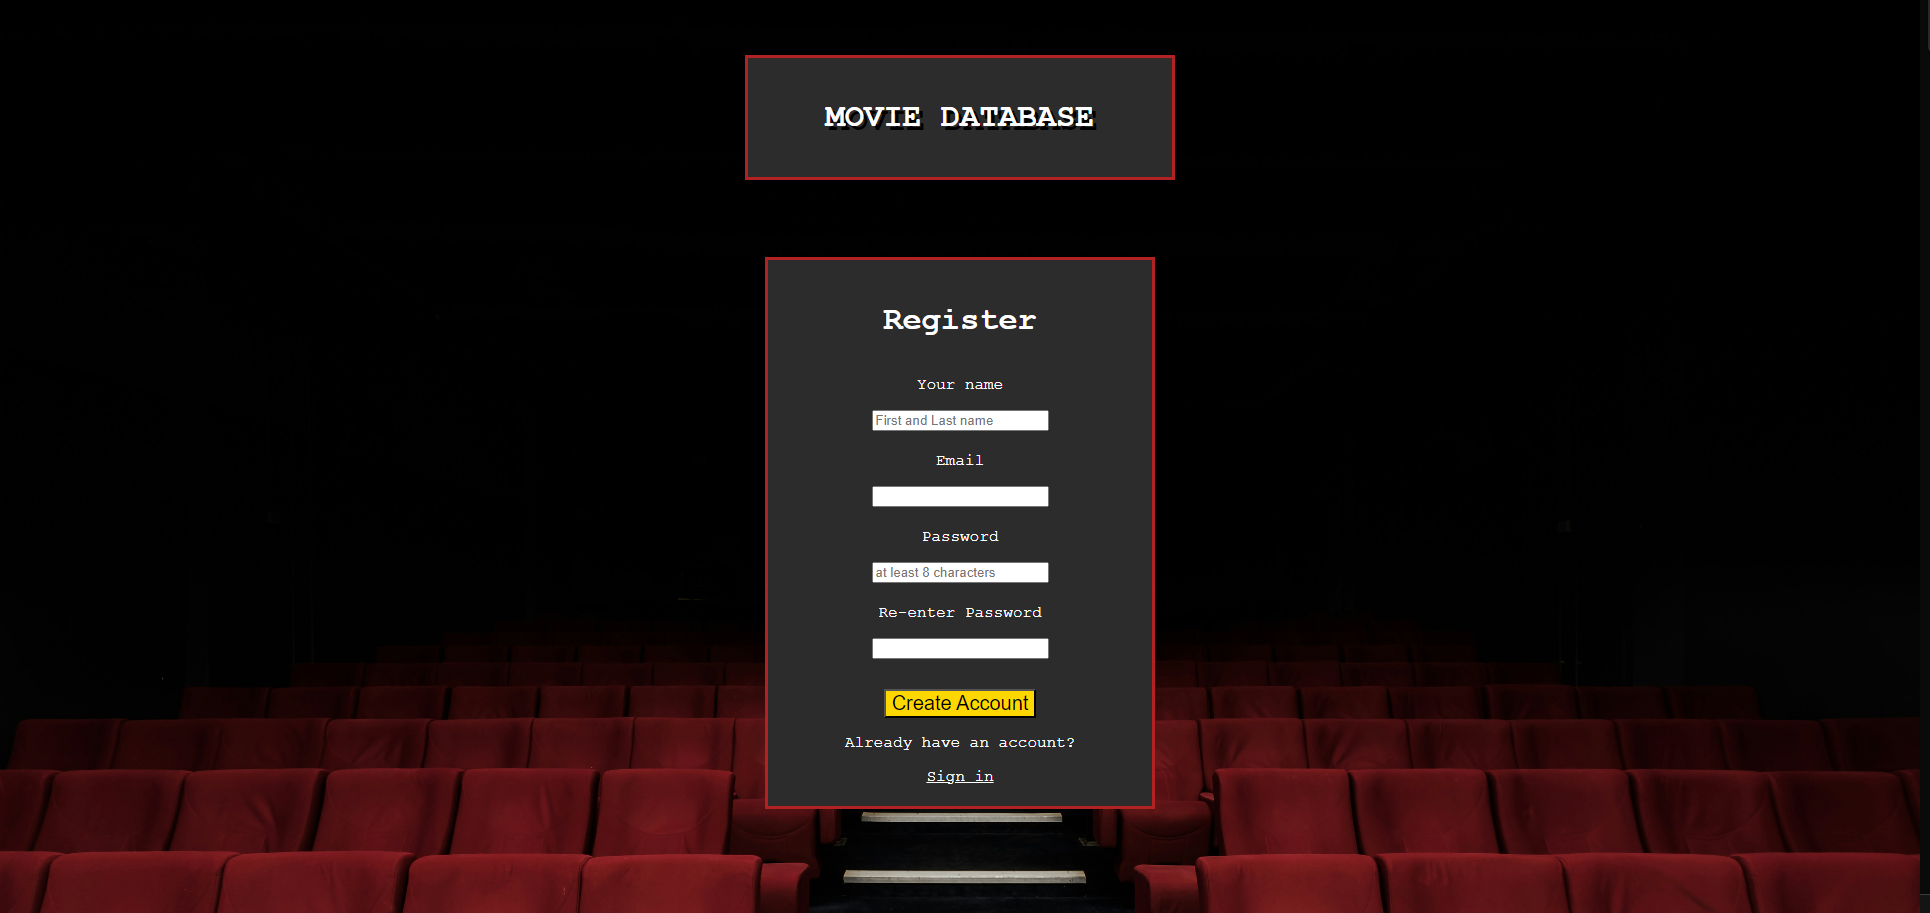 MOVIE DATABASE
Register
Your name
First and Last name
Email
Password
at least 8 characters
Re-enter Password
Create Account
Already have an account?
Sign in